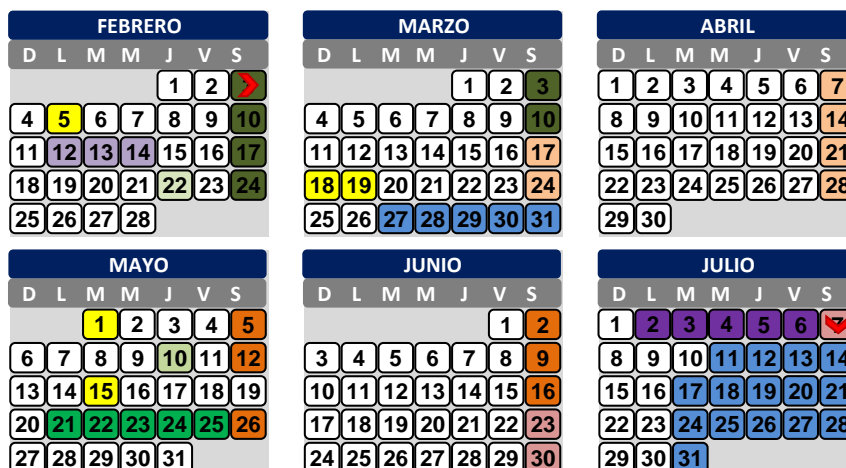 FEBRERO
D L M M J V S
1 2
4 5 6 7 8 9 10
11 12 13 14 15 16 17
18 19 20 21 22 23 24
25 26 27 28
MARZO
D L M M J V S
1 2 3
4 5 6 7 8 9 10
11 12 13 14 15 16 17
18 19 20 21 22 23 24
25 26 27 28 29 30 31
ABRIL
D L M M J V S
1 2 3 4 5 6 7
8 9 10 11 12 13 14
15 16 17 18 19 20 21
22 23 24 25 26 27 28
29 30
MAYO
D L M M J V S
1 2 3 4 5
6 7 8 9 10 11 12
13 14 15 16 17 18 19
20 21 22 23 24 25 26
27 28 29 30 31
JUNIO
D L M M J V S
1 2
3 4 5 6 7 8 9
10 11 12 13 14 15 16
17 18 19 20 21 22 23
24 25 26 27 28 29 30
JULIO
D L M M J V S
1 2 3 4 5 6 7
8 9 10 11 12 13 14
15 16 17 18 19 20 21
22 23 24 25 26 27 28
29 30 31